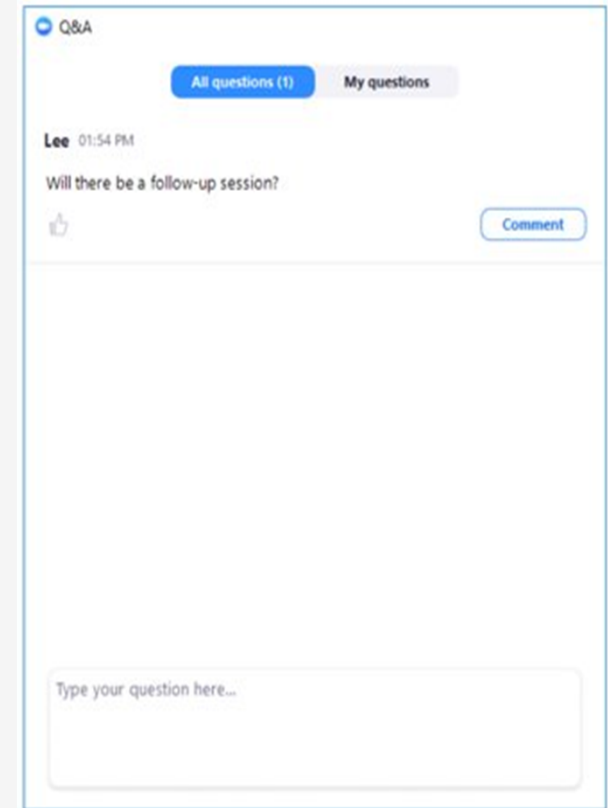 Q&A
All questions (1) My questions
Lee 01:54 PM
Will there be a follow-up session?
Comment
Type your question here...